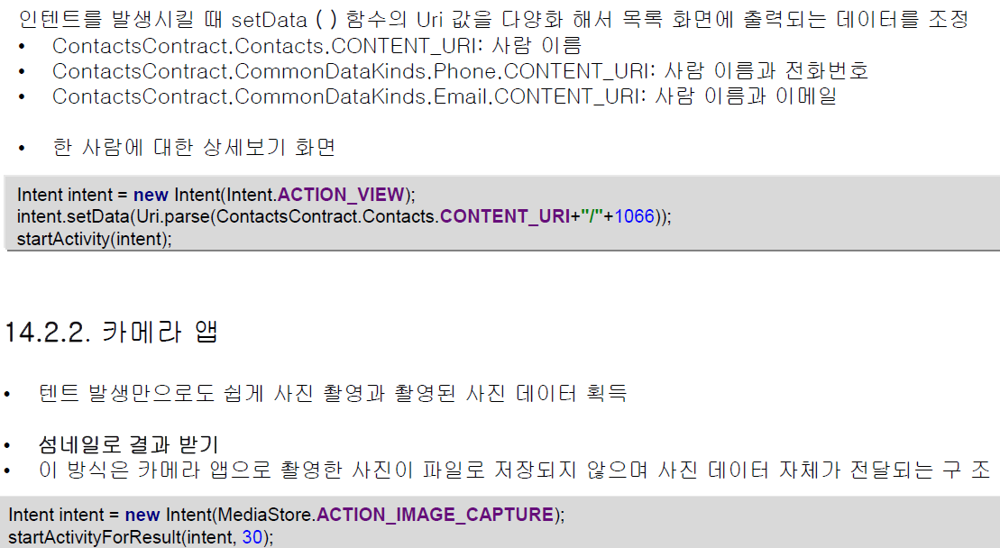 인텐트를 발생시킬 때 setData ( ) 함수의 Uri 값을 다양화 해서 목록 화면에 출력되는 데이터를 조정
• ContactsContract.Contacts.CONTENT_URI: 사람 이름
• ContactsContract.CommonDataKinds.Phone.CONTENT_URI: 사람 이름과 전화번호
• ContactsContract.CommonDataKinds.Email.CONTENT_URI: 사람 이름과 이메일
• 한 사람에 대한 상세보기 화면
Intent intent = new Intent(Intent.ACTION_VIEW);
intent.setData(Uri.parse(ContactsContract.Contacts.CONTENT_URI+"/"+1066));
startActivity(intent);
14.2.2. 카메라 앱
• 텐트 발생만으로도 쉽게 사진 촬영과 촬영된 사진 데이터 획득
• 섬네일로 결과 받기
• 이 방식은 카메라 앱으로 촬영한 사진이 파일로 저장되지 않으며 사진 데이터 자체가 전달되는 구 조
Intent intent = new Intent(MediaStore.ACTION_IMAGE_CAPTURE);
startActivityForResult(intent, 30);